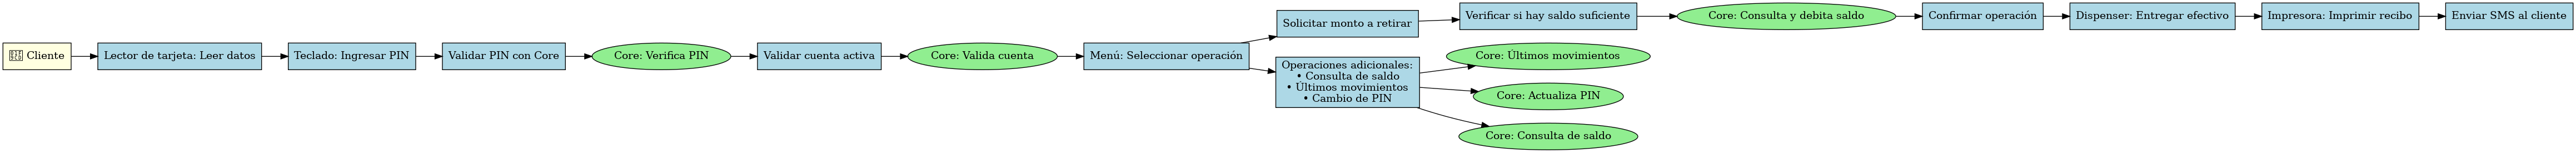 Cliente
Lector de tarjeta: Leer datos
Teclado: Ingresar PIN
Validar PIN con Core
Core: Verifica PIN
Validar cuenta activa
Core: Valida cuenta
Menú: Seleccionar operación
Solicitar monto a retirar
Verificar si hay saldo suficiente
Core: Consulta y debita saldo
Confirmar operación
Dispenser: Entregar efectivo
Impresora: Imprimir recibo
Enviar SMS al cliente
Operaciones adicionales:
• Consulta de saldo
• Últimos movimientos
• Cambio de PIN
Core: Últimos movimientos
Core: Actualiza PIN
Core: Consulta de saldo